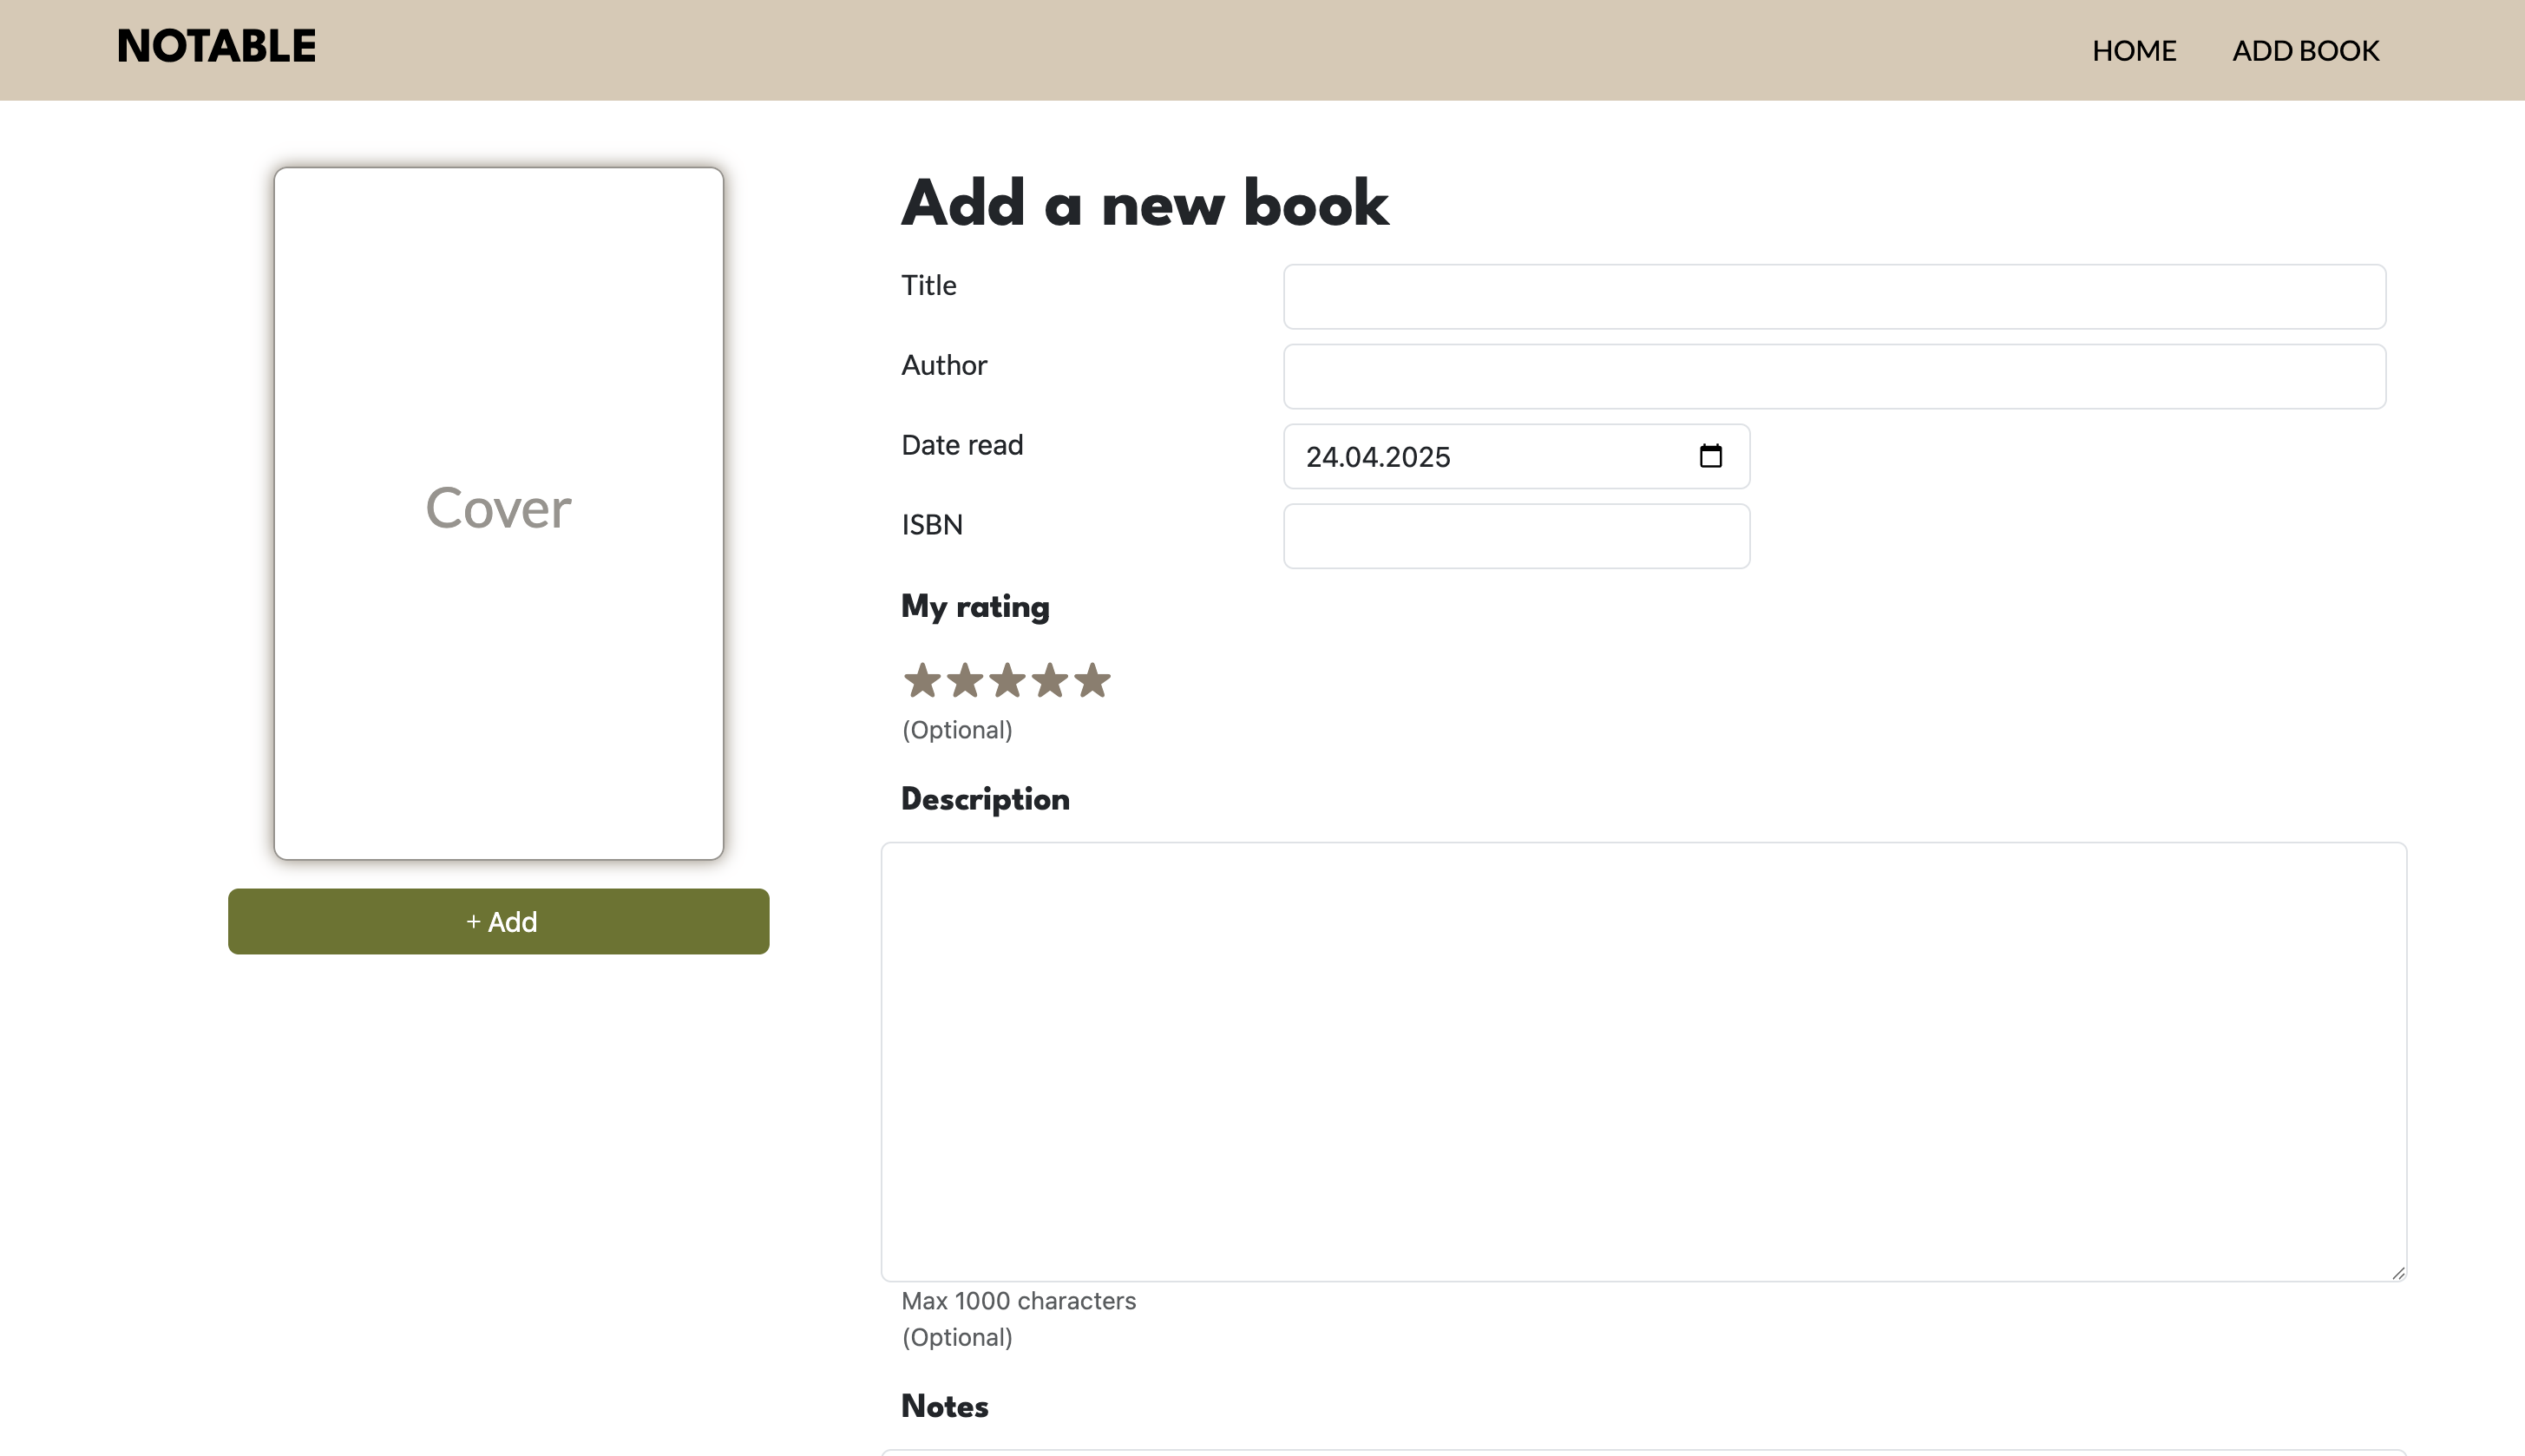 NOTABLE
HOME ADD BOOK
Cover
+ Add
Add a new book
Title
Author
Date read 24.04.2025
ISBN
My rating
(Optional)
Description
Max 1000 characters
(Optional)
Notes